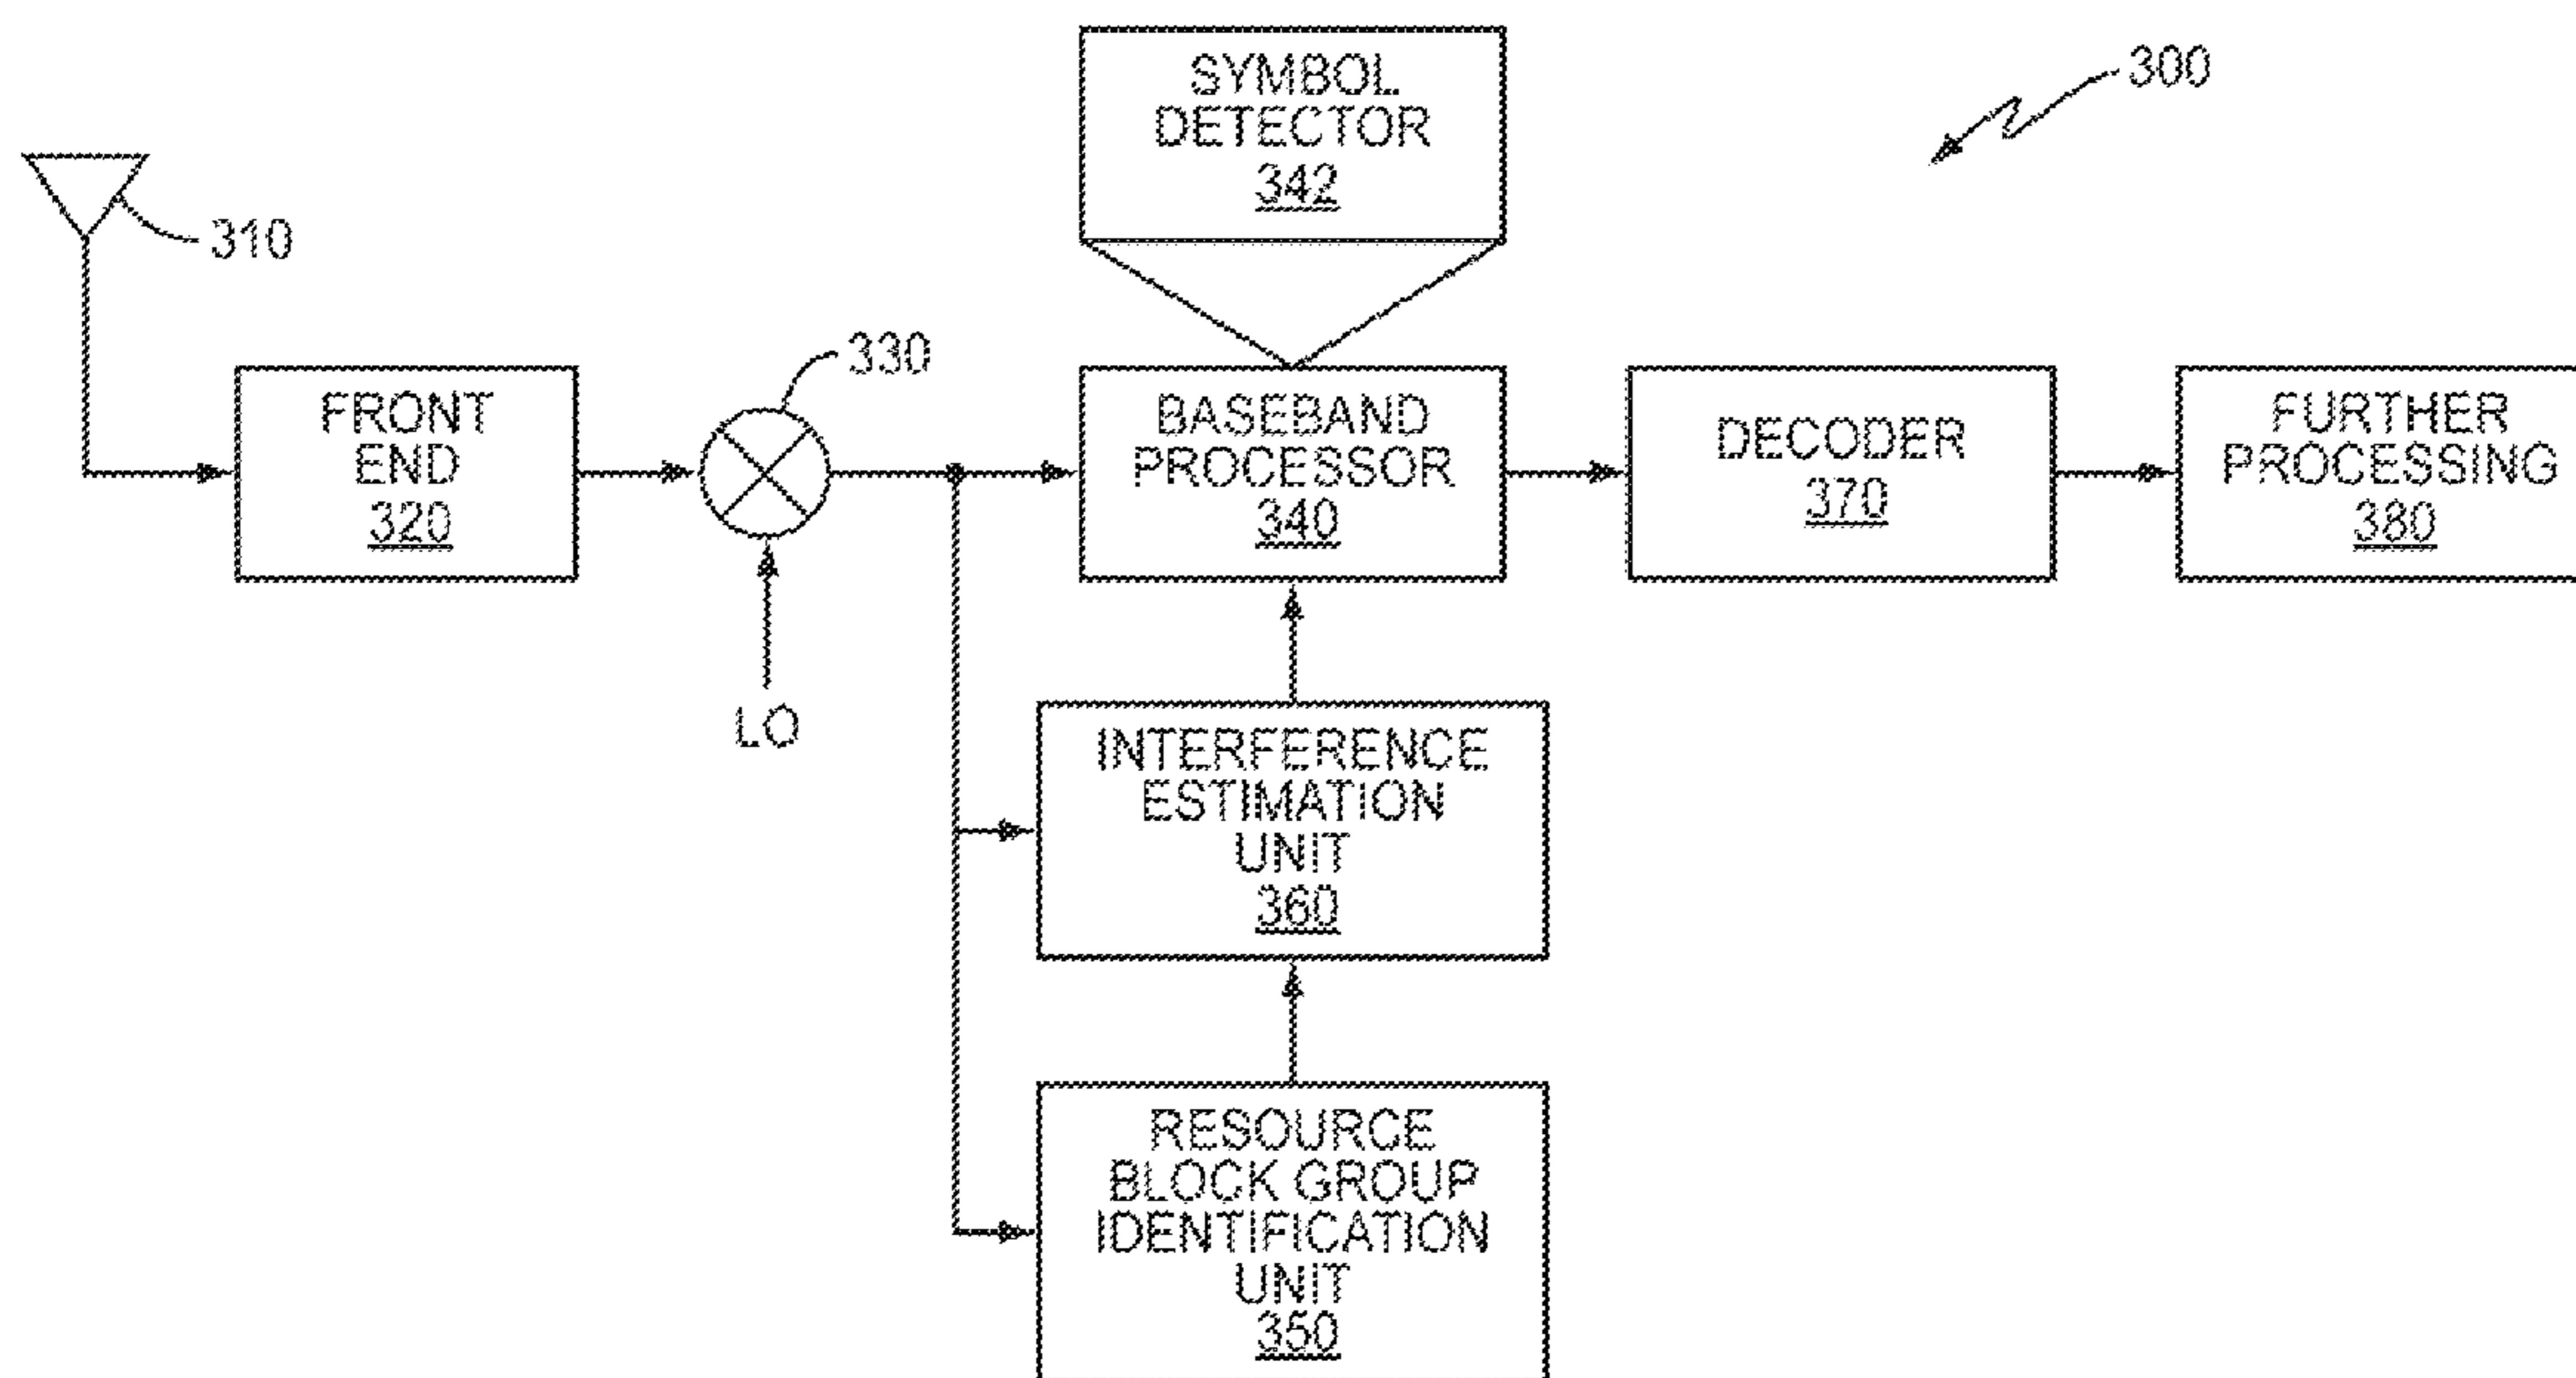 SYMBOL
DETECTOR
342
300
310
330
FRONT
END
320
BASEBAND
PROCESSOR
340
DECODER
370
FURTHER
PROCESSING
380
LO
INTERFERENCE
ESTIMATION
UNIT
360
RESOURCE
BLOCK GROUP
IDENTIFICATION
UNIT
350